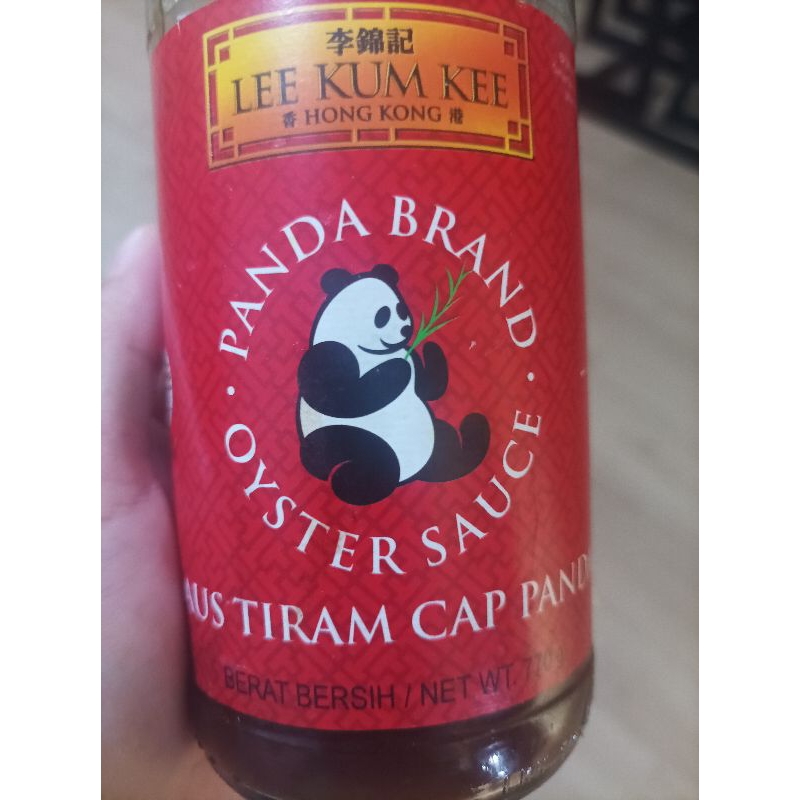 李錦記
LEE KUM KEE
香 HONG KONG 港
PANDA BRAND
OYSTER SAUCE
TIRAM CAP
BERAT BERSIH / NET WT.